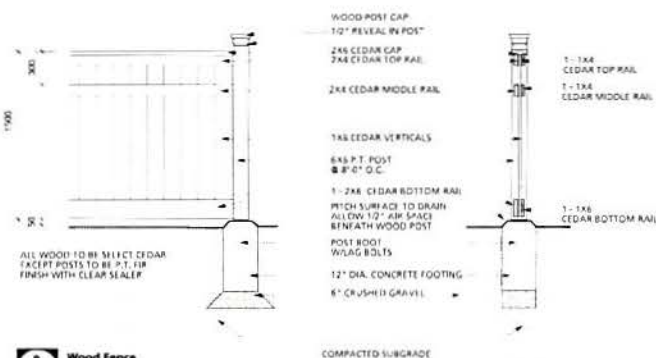 WOOD POST CAP
1/2" REVEAL IN POST
2X6 CEDAR CAP
2X4 CEDAR TOP RAIL
2X4 CEDAR MIDDLE RAIL
1X6 CEDAR VERTICALS
6X6 P.T. POST
@ 8'-0" O.C.
1 - 2X6 CEDAR BOTTOM RAIL
PITCH SURFACE TO DRAIN
ALLOW 1/2" AIR SPACE
BENEATH WOOD POST
POST BOOT
W/LAG BOLTS
12" DIA. CONCRETE FOOTING
6" CRUSHED GRAVEL
COMPACTED SUBGRADE
1 - 1X4
CEDAR TOP RAIL
1 - 1X4
CEDAR MIDDLE RAIL
1 - 1X6
CEDAR BOTTOM RAIL
300
1500
50
ALL WOOD TO BE SELECT CEDAR
EXCEPT POSTS TO BE P.T. FIR
FINISH WITH CLEAR SEALER
Wood Fence